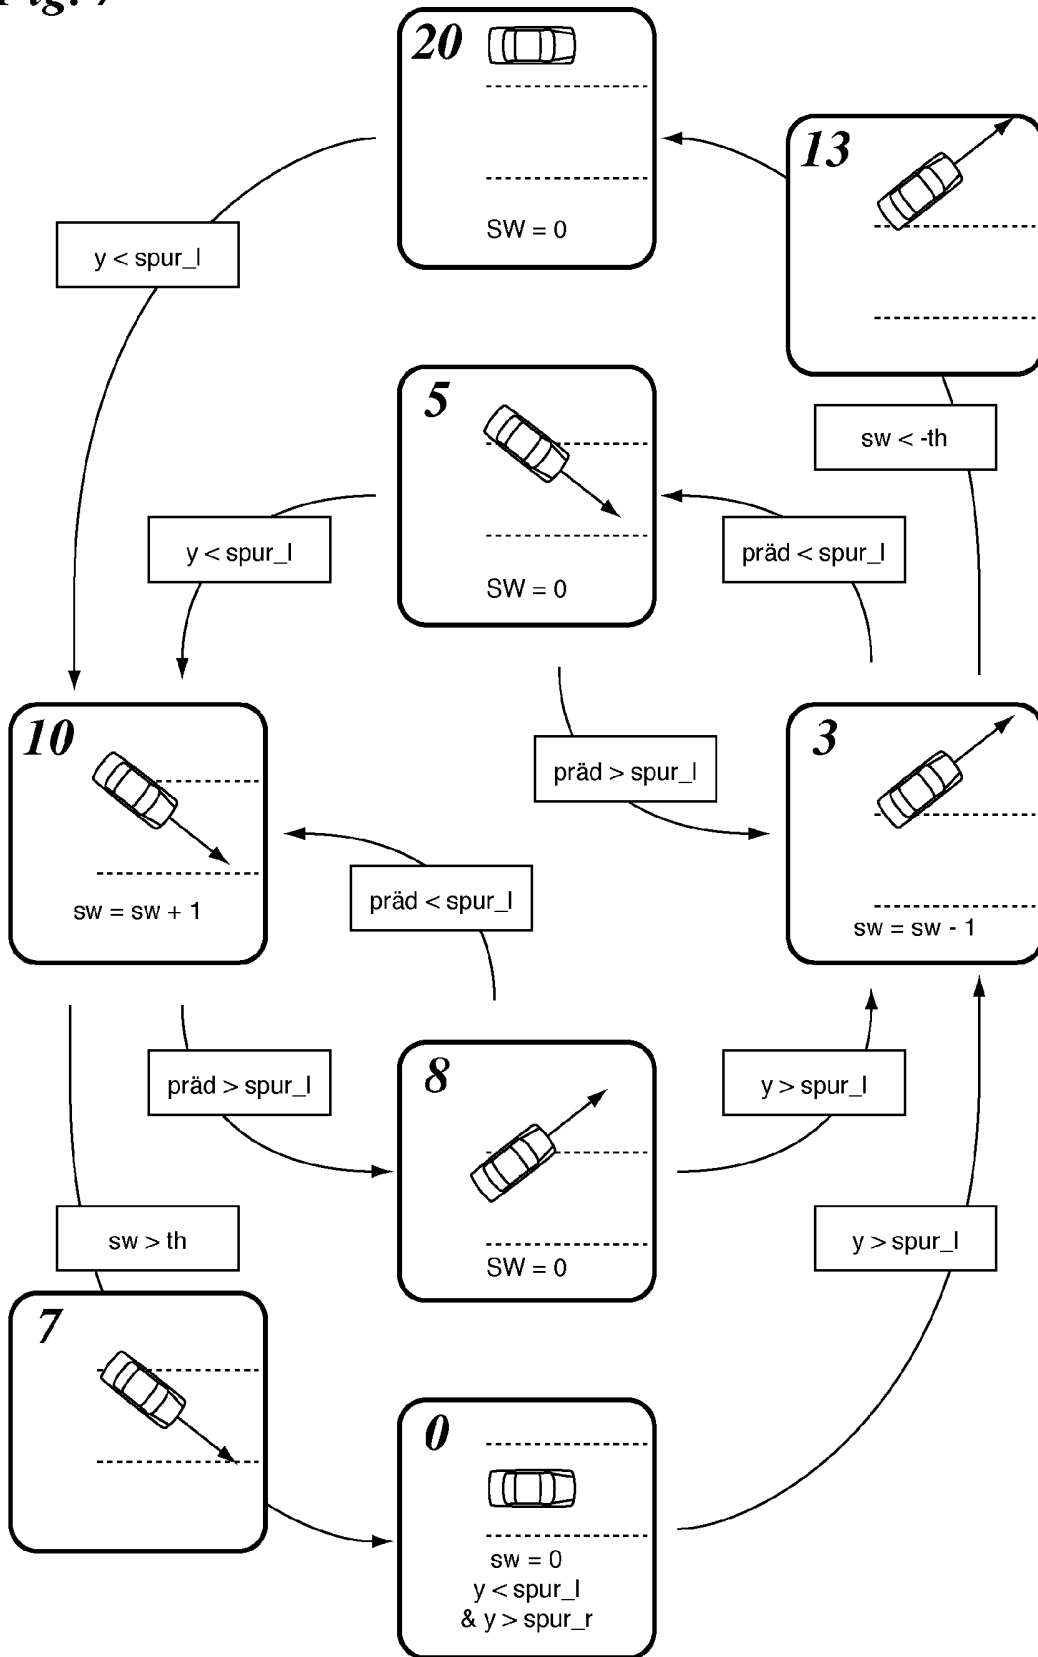 Fig. 7
20
SW = 0
13
y < spur_l
5
SW = 0
sw < -th
y < spur_l
präd < spur_l
10
sw = sw + 1
präd > spur_l
3
sw = sw - 1
präd < spur_l
präd > spur_l
8
SW = 0
y > spur_l
sw > th
y > spur_l
7
0
sw = 0
y < spur_l
& y > spur_r